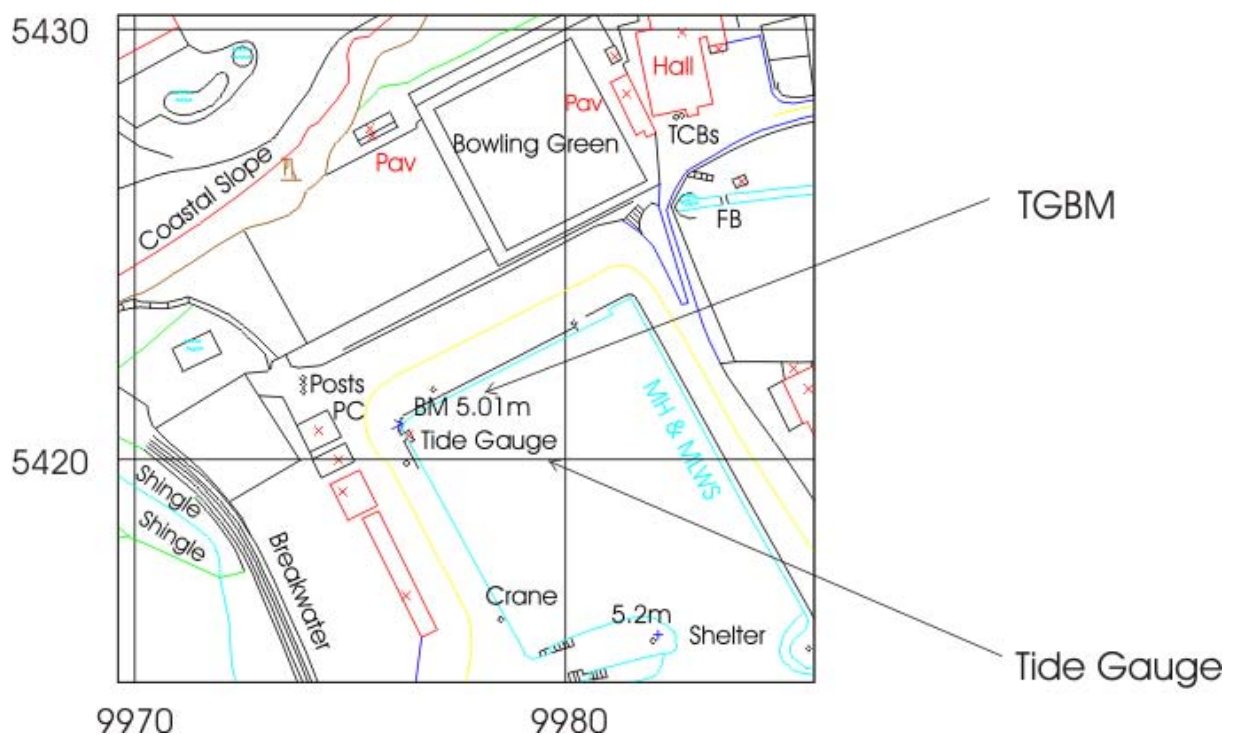 5430
Hall
Pav
Bowling Green
TCBs
Pav
Coastal Slope
FB
TGBM
Posts
PC
BM 5.01m
Tide Gauge
MH & MLWS
5420
Shingle
Shingle
Breakwater
Crane
5.2m
Shelter
Tide Gauge
9970
9980